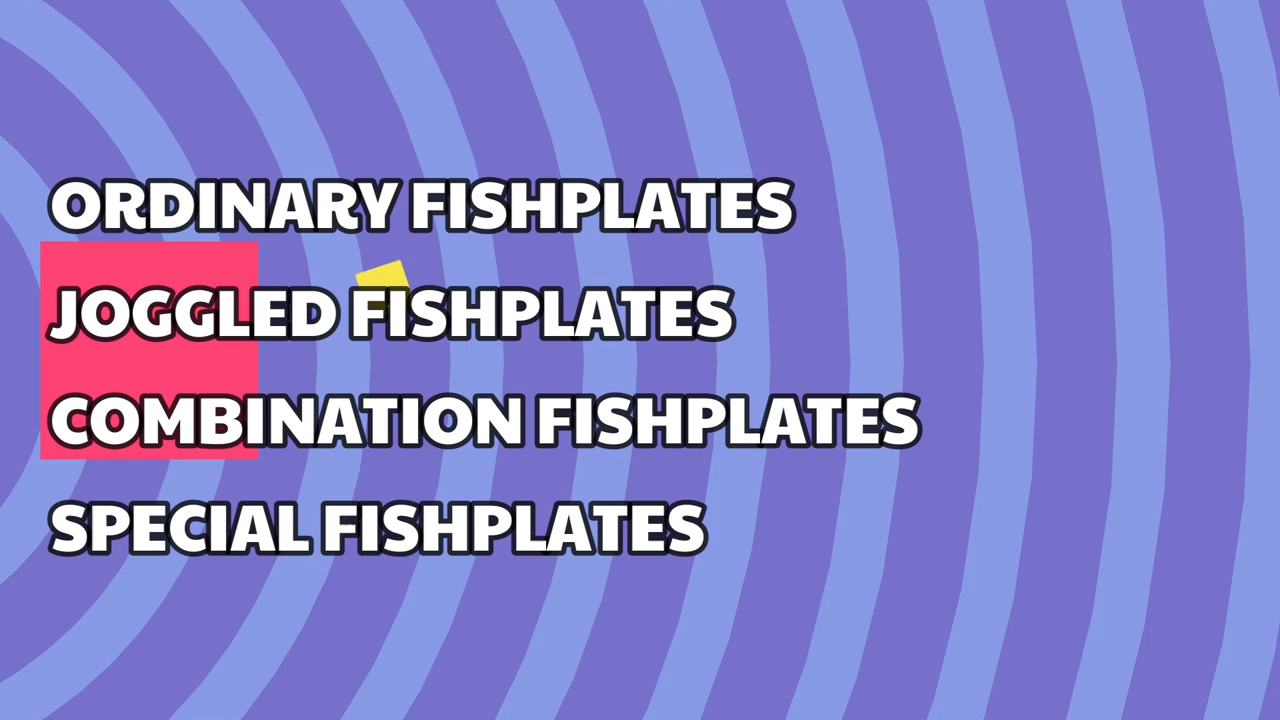 ORDINARY FISHPLATES
JOGGLED FISHPLATES
COMBINATION FISHPLATES
SPECIAL FISHPLATES